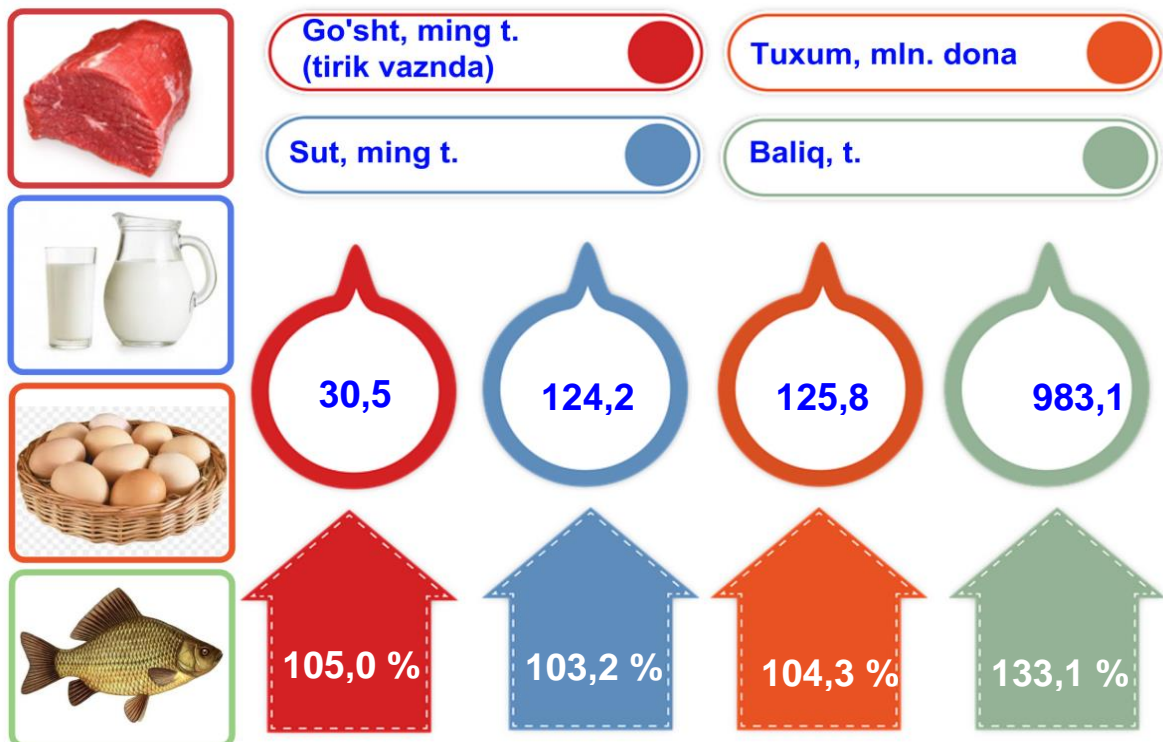 Go'sht, ming t.
(tirik vaznda)
Tuxum, mln. dona
Sut, ming t.
Baliq, t.
30,5
124,2
125,8
983,1
105,0 %
103,2 %
104,3 %
133,1 %